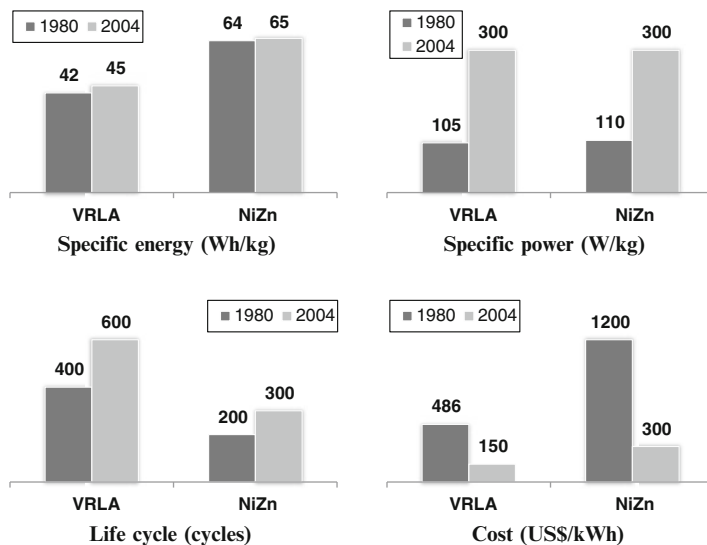 1980 2004
42 45 64 65
VRLA NiZn
Specific energy (Wh/kg)
1980
2004
105 300 110 300
VRLA NiZn
Specific power (W/kg)
1980 2004
400 600 200 300
VRLA NiZn
Life cycle (cycles)
1980 2004
486 150 1200 300
VRLA NiZn
Cost (US$/kWh)